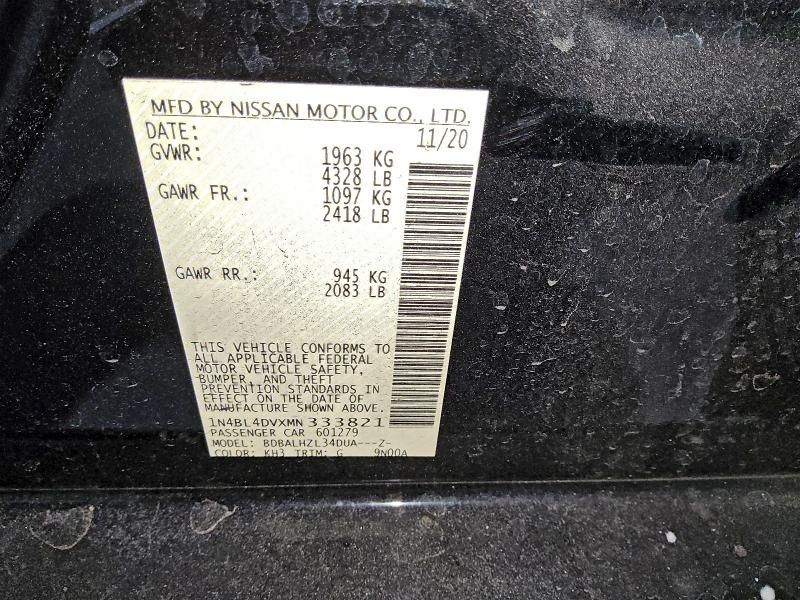 MFD BY NISSAN MOTOR CO., LTD.
DATE: 11/20
GVWR: 1963 KG
4328 LB
GAWR FR.: 1097 KG
2418 LB
GAWR RR.: 945 KG
2083 LB
THIS VEHICLE CONFORMS TO
ALL APPLICABLE FEDERAL
MOTOR VEHICLE SAFETY,
BUMPER, AND THEFT
PREVENTION STANDARDS IN
EFFECT ON THE DATE OF
MANUFACTURE SHOWN ABOVE.
1N4BL4DVXMN333821
PASSENGER CAR 601279
MODEL: BDBALHZL34DUA---Z-
COLOR: KH3 TRIM: G 9N00A